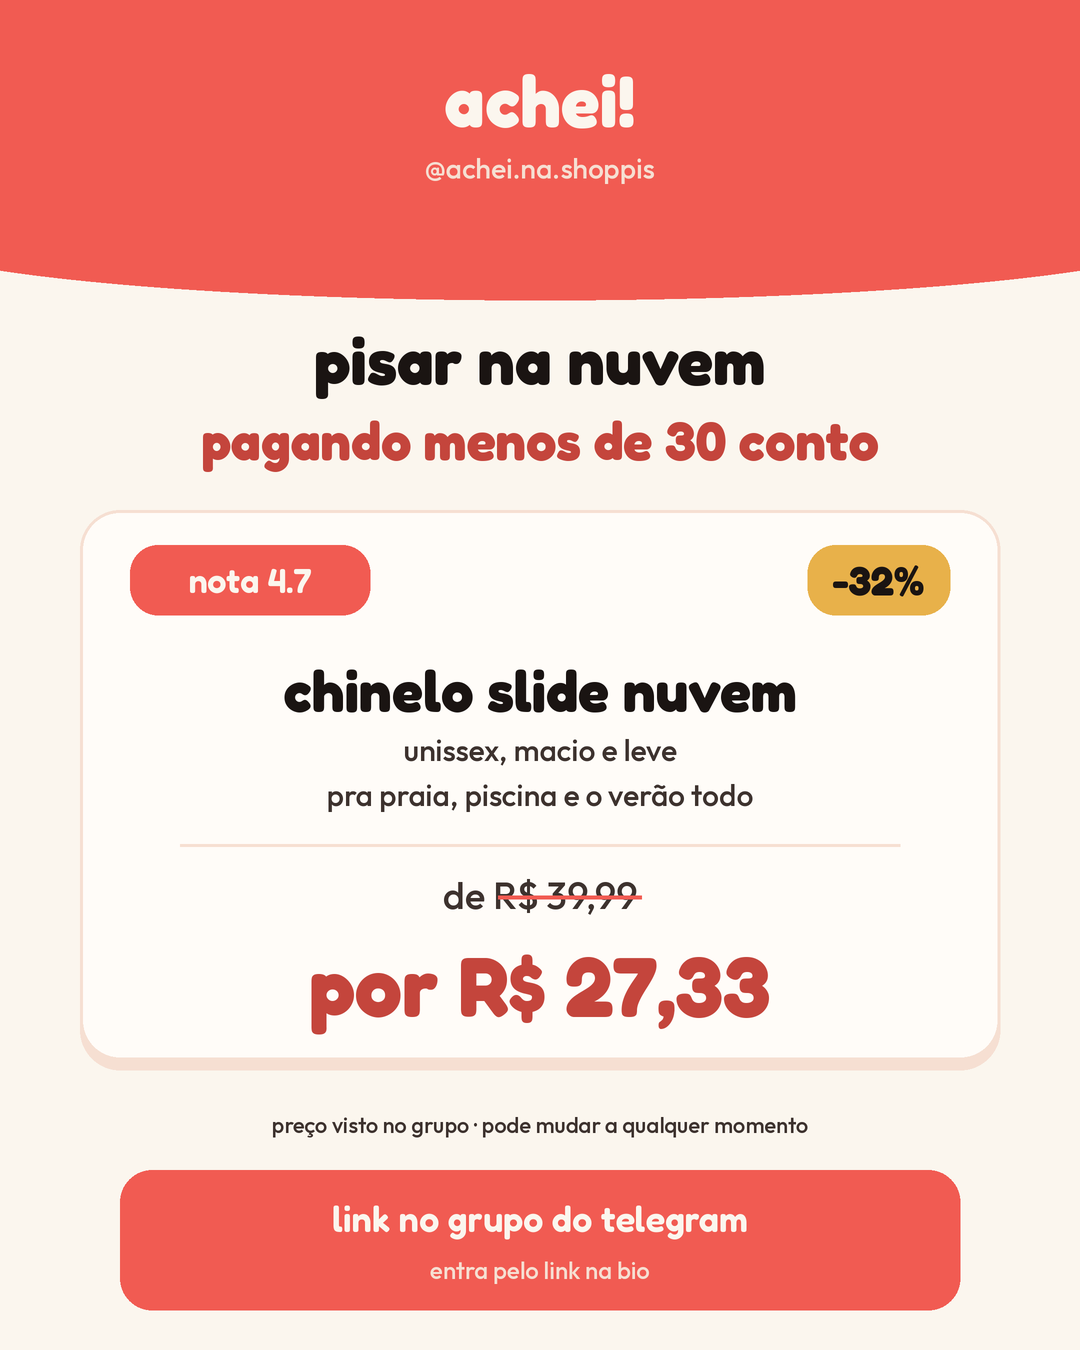 achei!
@achei.na.shoppis
pisar na nuvem
pagando menos de 30 conto
nota 4.7
-32%
chinelo slide nuvem
unissex, macio e leve
pra praia, piscina e o verão todo
de R$ 39,99
por R$ 27,33
preço visto no grupo · pode mudar a qualquer momento
link no grupo do telegram
entra pelo link na bio